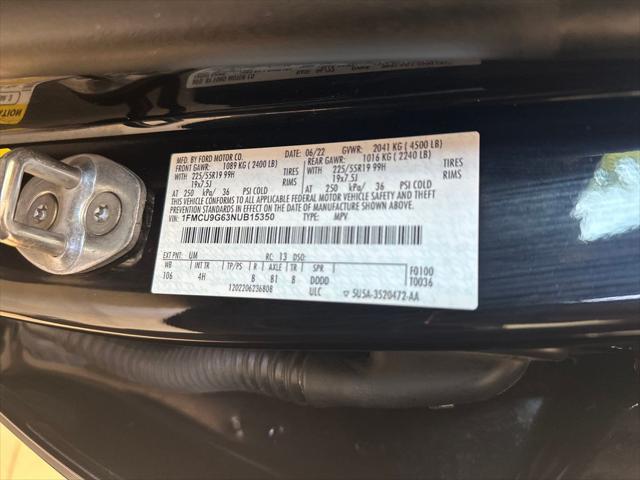 MFD. BY FORD MOTOR CO.
DATE: 06/22 GVWR: 2041 KG (4500 LB)
FRONT GAWR: 1089 KG (2400 LB) REAR GAWR: 1016 KG (2240 LB)
WITH 225/55R19 99H TIRES WITH 225/55R19 99H TIRES
19x7.5J RIMS 19x7.5J RIMS
AT 250 kPa/ 36 PSI COLD AT 250 kPa/ 36 PSI COLD
THIS VEHICLE CONFORMS TO ALL APPLICABLE FEDERAL MOTOR VEHICLE SAFETY AND THEFT
PREVENTION STANDARDS IN EFFECT ON THE DATE OF MANUFACTURE SHOWN ABOVE.
VIN: 1FMCU9G63NUB15350 TYPE: MPV
EXT PNT: UM RC: 13 DSO:
WB INT TR TP/PS R AXLE TR SPR F0100
106 4H B B1 B DDDD T0036
1202206236808 ULC 5U5A-3520472-AA